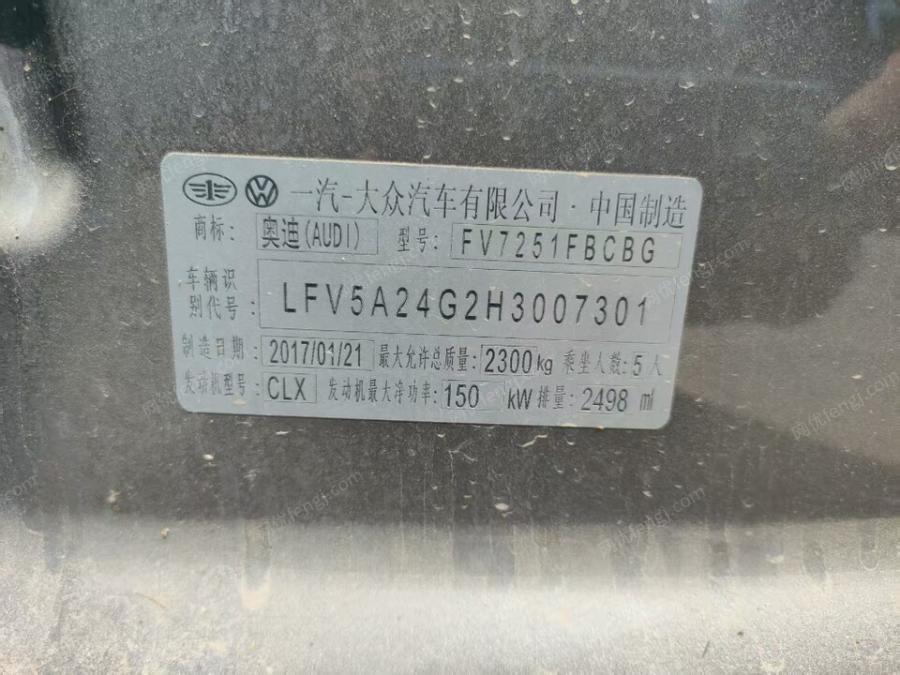 一汽-大众汽车有限公司·中国制造
商标: 奥迪(AUDI) 型号: FV7251FBCBG
车辆识别代号: LFV5A24G2H3007301
制造日期: 2017/01/21 最大允许总质量: 2300kg 乘坐人数: 5人
发动机型号: CLX 发动机最大净功率: 150 kW 排量: 2498 ml